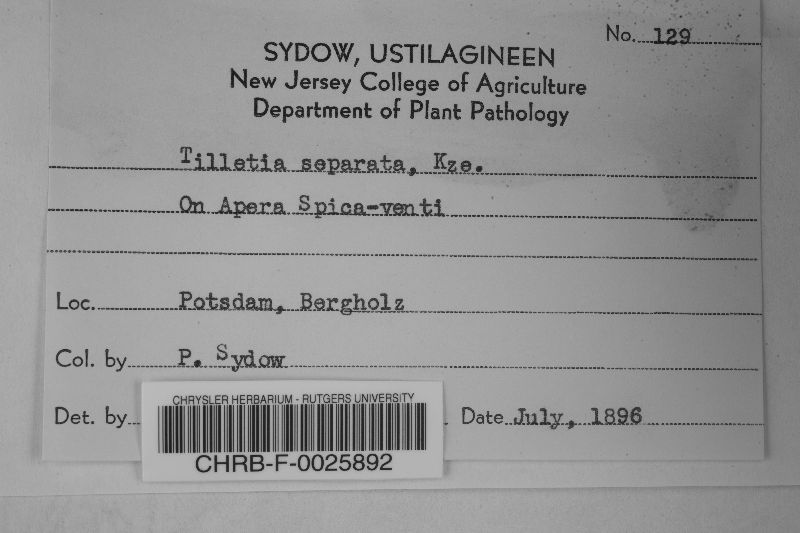 No. 129
SYDOW, USTILAGINEEN
New Jersey College of Agriculture
Department of Plant Pathology
Tilletia separata, Kze.
On Apera Spica-venti
Loc. Potsdam, Bergholz
Col. by P. Sydow
Det. by Date July, 1896
CHRYSLER HERBARIUM - RUTGERS UNIVERSITY
CHRB-F-0025892